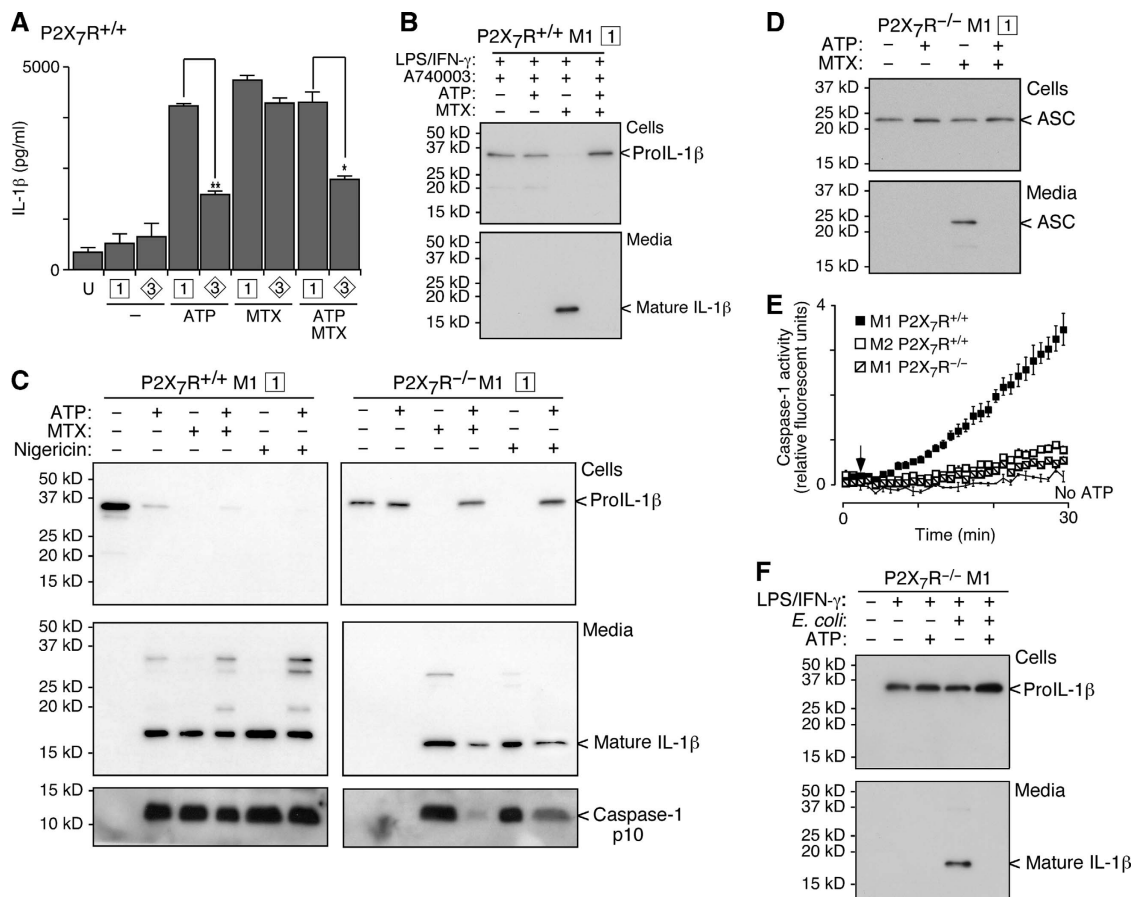 A
P2X7R+/+
5000
0
IL-1β (pg/ml)
** *
U 1 3 1 3 1 3 1 3
– ATP MTX ATP
MTX
B
P2X7R+/+ M1 1
LPS/IFN-γ: + + + +
A740003: + + + +
ATP: – + – +
MTX: – – + +
Cells
50 kD
37 kD
25 kD
20 kD
15 kD
<ProIL-1β
Media
50 kD
37 kD
25 kD
20 kD
15 kD
< Mature IL-1β
C
P2X7R+/+ M1 1
P2X7R–/– M1 1
ATP: – + – + – + – + – + – +
MTX: – – + + – – – – + + – –
Nigericin: – – – – + + – – – – + +
Cells
50 kD
37 kD
25 kD
20 kD
15 kD
<ProIL-1β
Media
50 kD
37 kD
25 kD
20 kD
15 kD
< Mature IL-1β
15 kD
10 kD
< Caspase-1
p10
D
P2X7R–/– M1 1
ATP: – + – +
MTX: – – + +
Cells
37 kD
25 kD
20 kD
15 kD
< ASC
Media
37 kD
25 kD
20 kD
15 kD
< ASC
E
4
0
Caspase-1 activity
(relative fluorescent units)
M1 P2X7R+/+
M2 P2X7R+/+
M1 P2X7R–/–
No ATP
0 30
Time (min)
F
P2X7R–/– M1
LPS/IFN-γ: – + + + +
E. coli: – – – + +
ATP: – – + – +
Cells
50 kD
37 kD
25 kD
20 kD
15 kD
<ProIL-1β
Media
50 kD
37 kD
25 kD
20 kD
15 kD
< Mature IL-1β